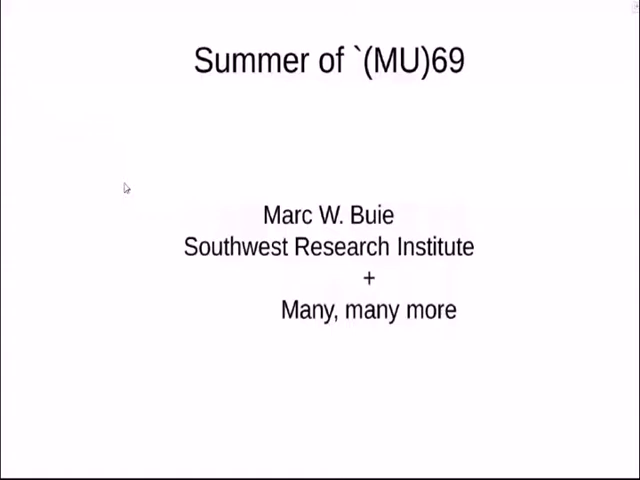 Summer of `(MU)69
Marc W. Buie
Southwest Research Institute
+
Many, many more